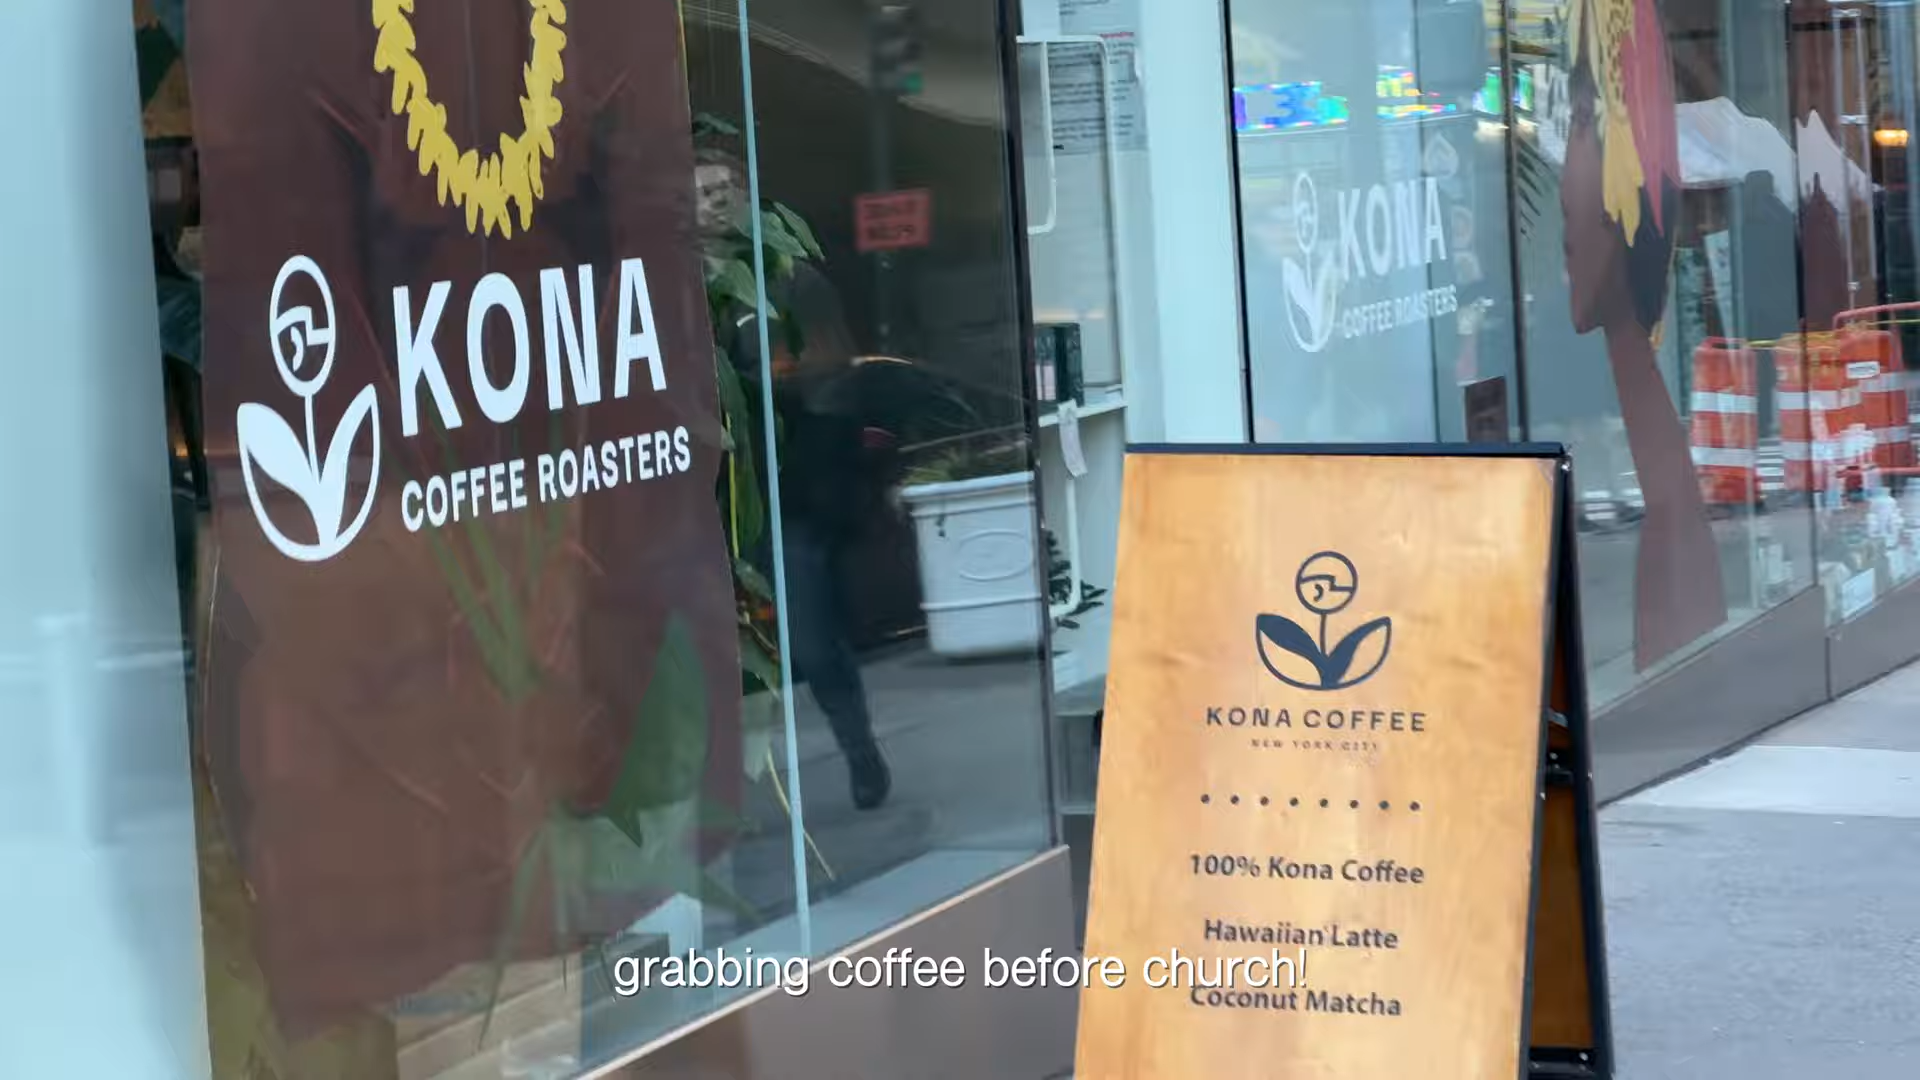 KONA
COFFEE ROASTERS
KONA
COFFEE ROASTERS
KONA COFFEE
NEW YORK CITY
100% Kona Coffee
Hawaiian Latte
grabbing coffee before church!
Coconut Matcha